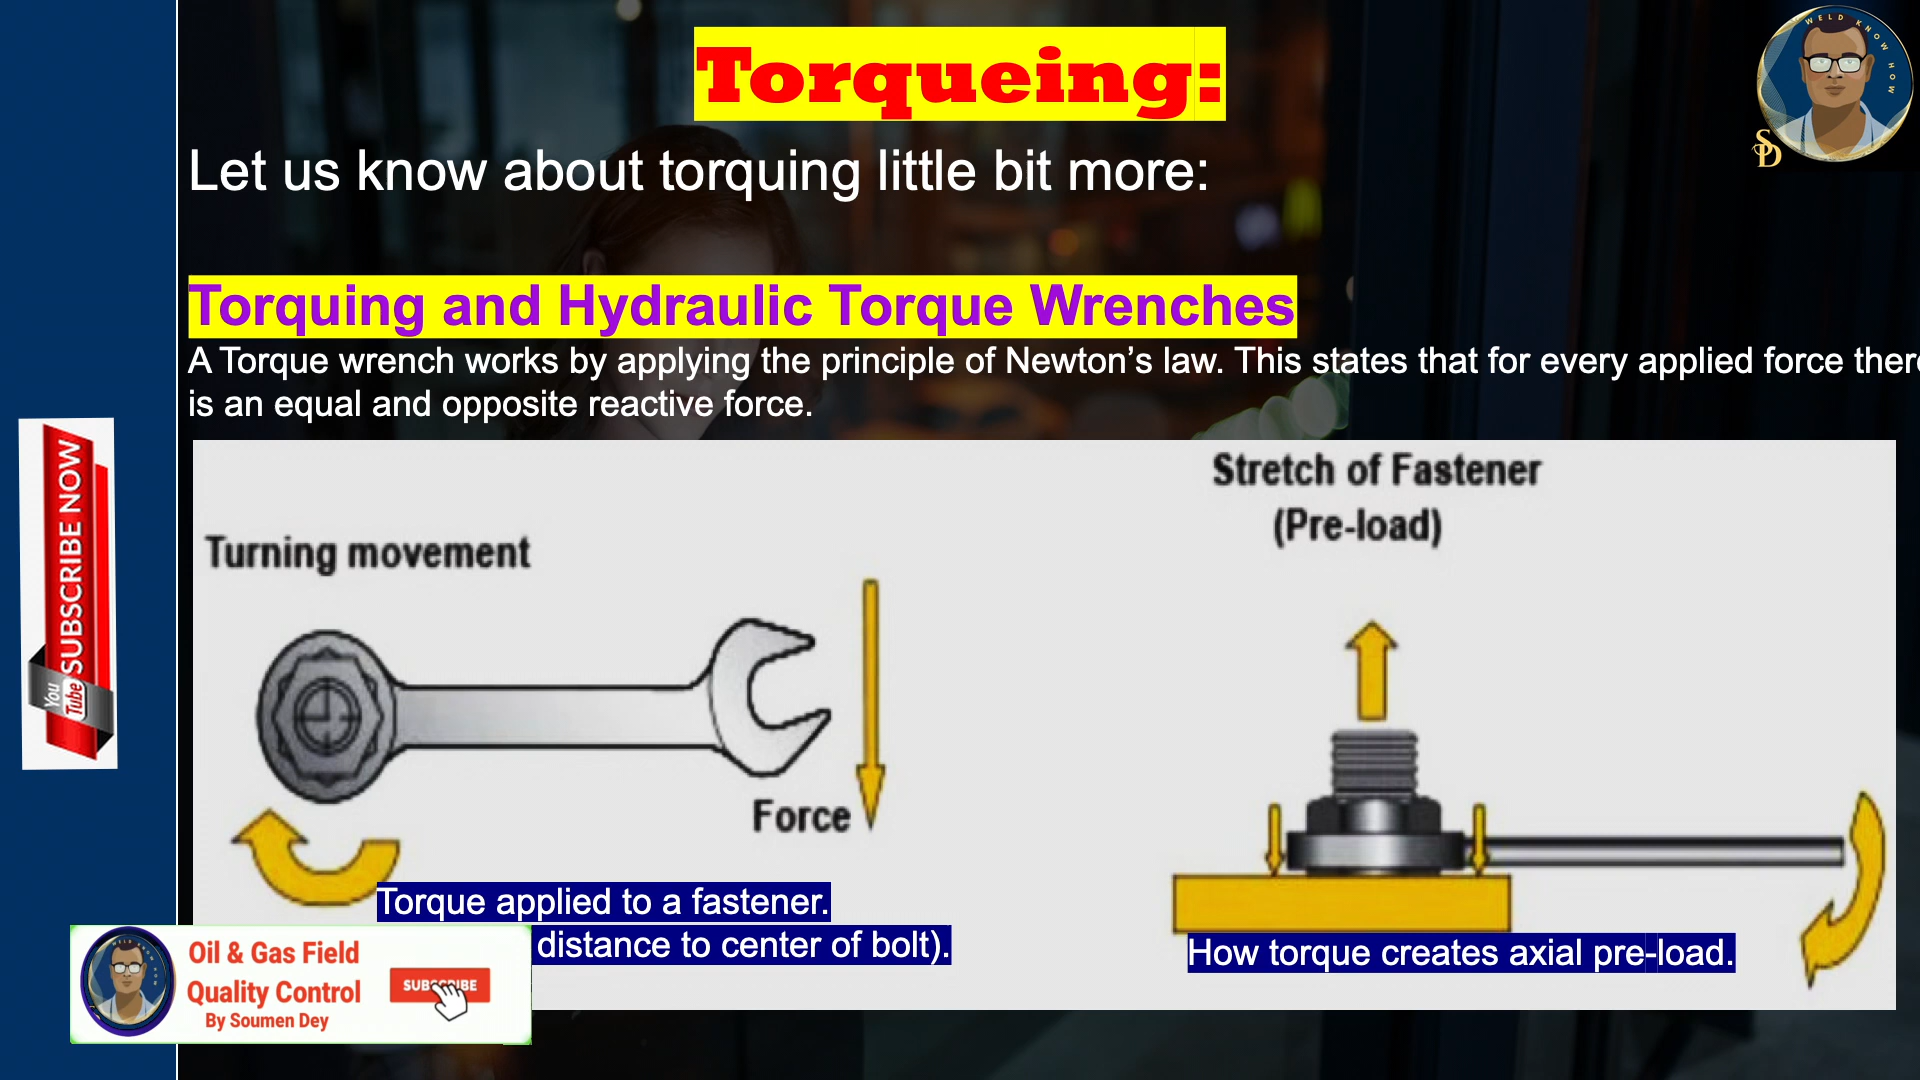 Torqueing:
WELD KNOW HOW
SD
Let us know about torquing little bit more:
Torquing and Hydraulic Torque Wrenches
A Torque wrench works by applying the principle of Newton’s law. This states that for every applied force there
is an equal and opposite reactive force.
SUBSCRIBE NOW
You
Tube
Stretch of Fastener
(Pre-load)
Turning movement
Force
Torque applied to a fastener.
distance to center of bolt).
How torque creates axial pre-load.
Oil & Gas Field
Quality Control
By Soumen Dey
SUBSCRIBE